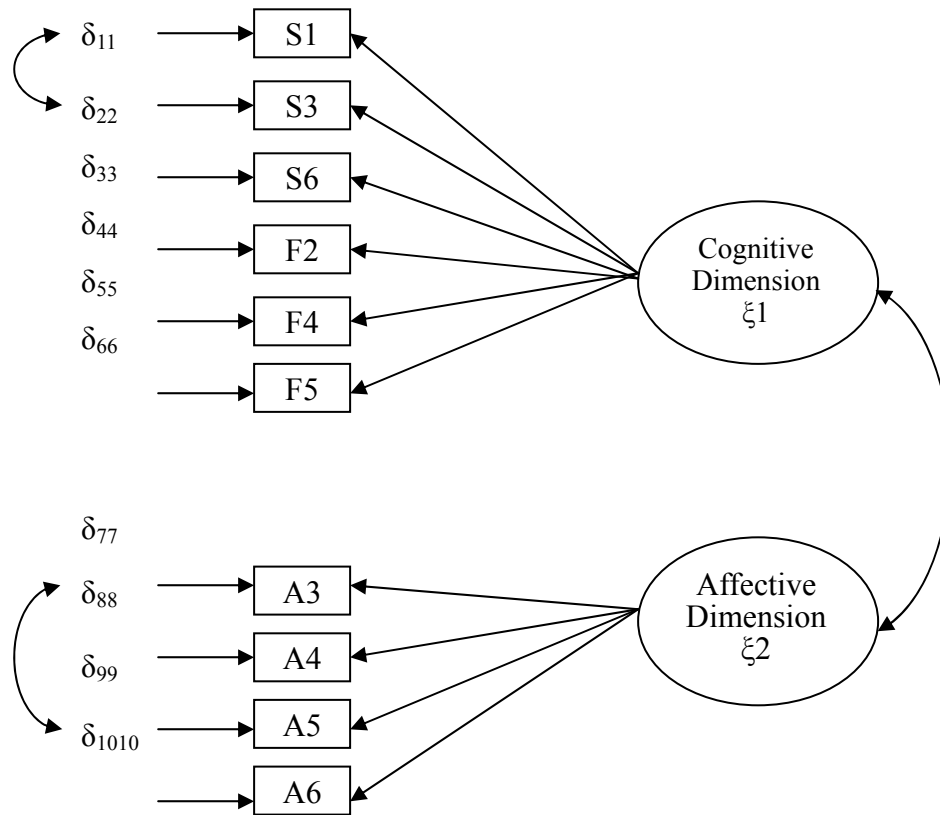 δ11 S1
δ22 S3
δ33 S6
δ44 F2
δ55 F4
δ66 F5
Cognitive
Dimension
ξ1
δ77
δ88 A3
δ99 A4
δ1010 A5
A6
Affective
Dimension
ξ2